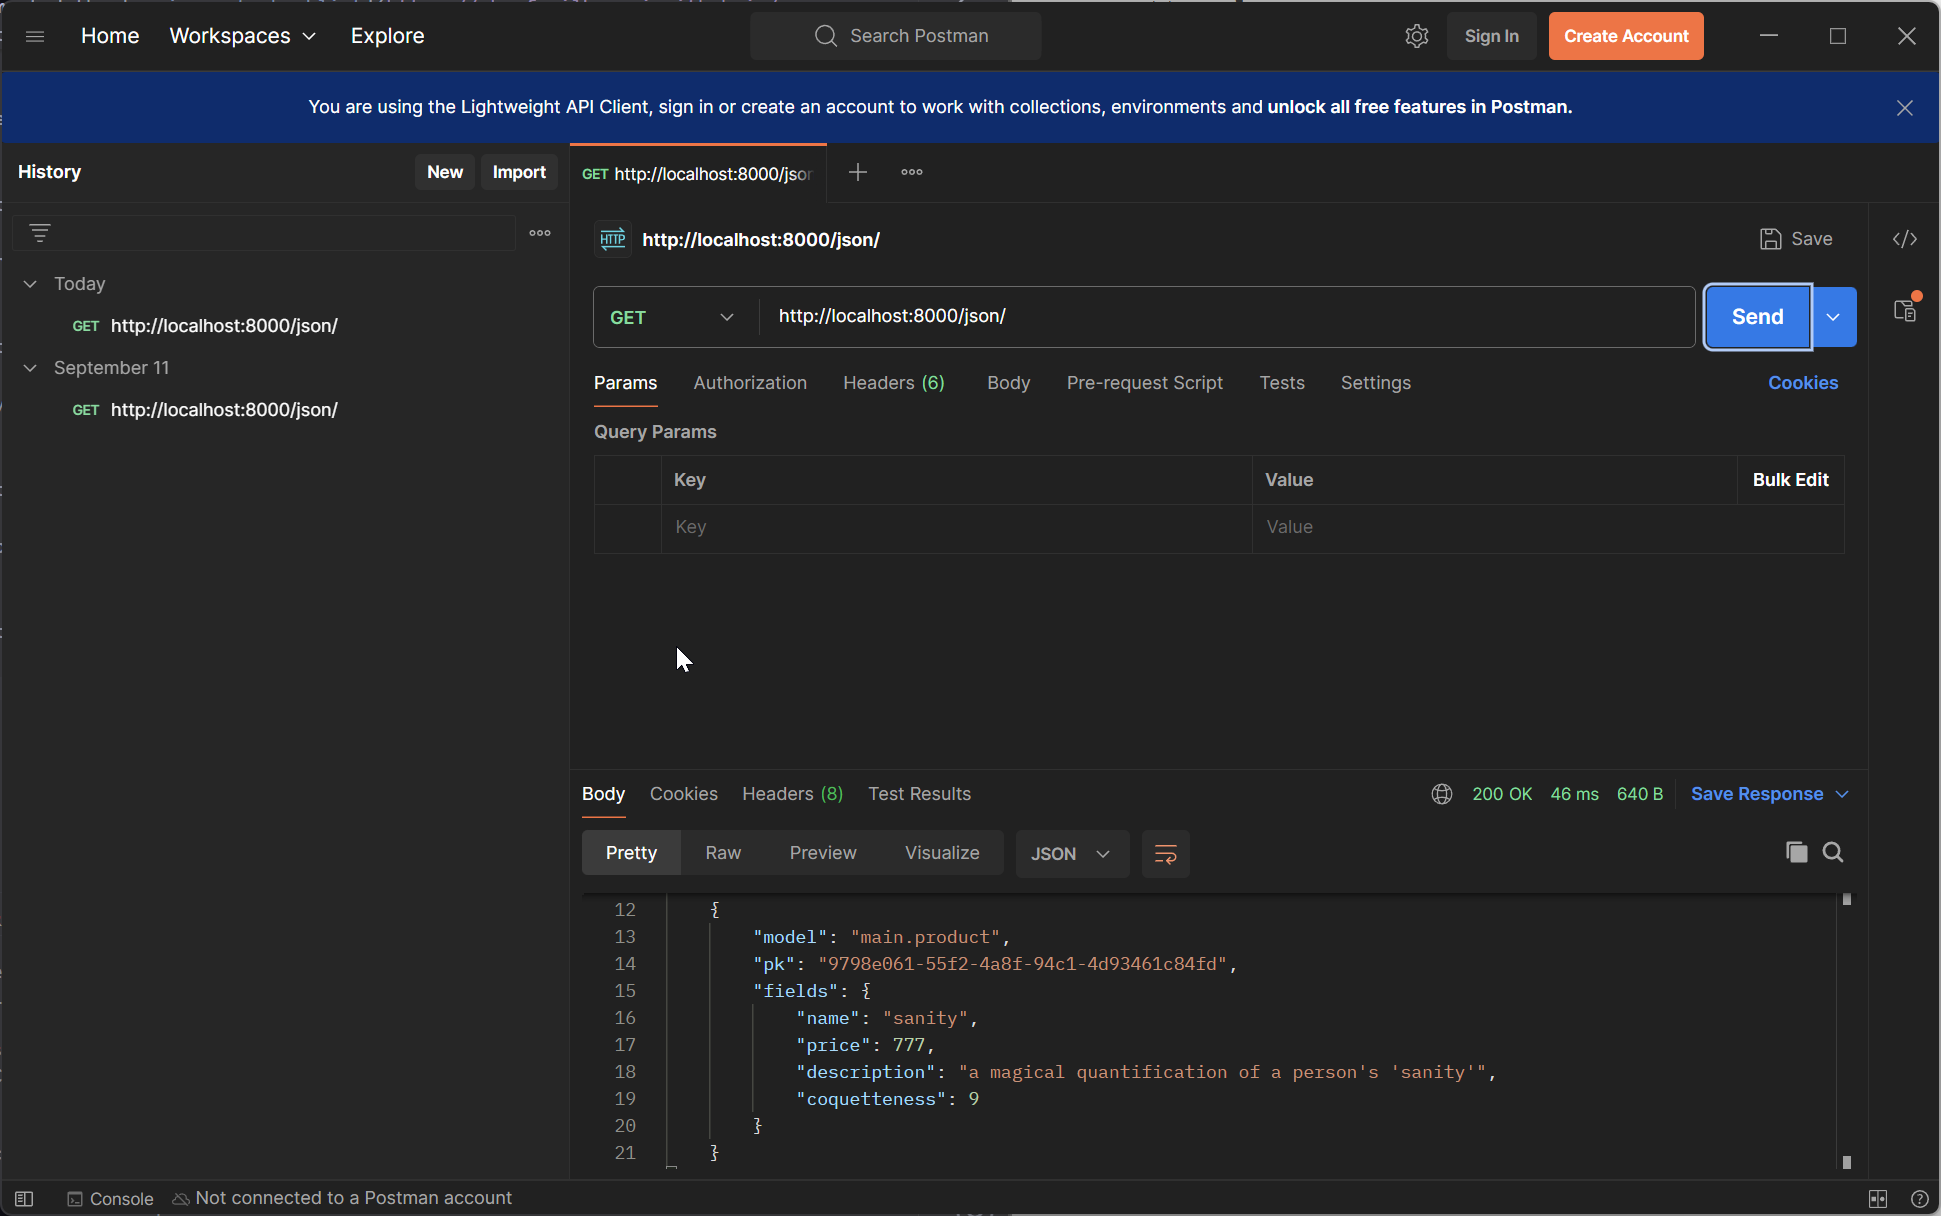 Home Workspaces Explore Search Postman Sign In Create Account
You are using the Lightweight API Client, sign in or create an account to work with collections, environments and unlock all free features in Postman.
History New Import
GET http://localhost:8000/jsor
HTTP http://localhost:8000/json/ Save </>
Today
GET http://localhost:8000/json/
September 11
GET http://localhost:8000/json/
GET http://localhost:8000/json/ Send
Params Authorization Headers (6) Body Pre-request Script Tests Settings Cookies
Query Params
Key Value Bulk Edit
Key Value
Body Cookies Headers (8) Test Results 200 OK 46 ms 640 B Save Response
Pretty Raw Preview Visualize JSON
12 {
13 "model": "main.product",
14 "pk": "9798e061-55f2-4a8f-94c1-4d93461c84fd",
15 "fields": {
16 "name": "sanity",
17 "price": 777,
18 "description": "a magical quantification of a person's 'sanity'",
19 "coquetteness": 9
20 }
21 }
Console Not connected to a Postman account